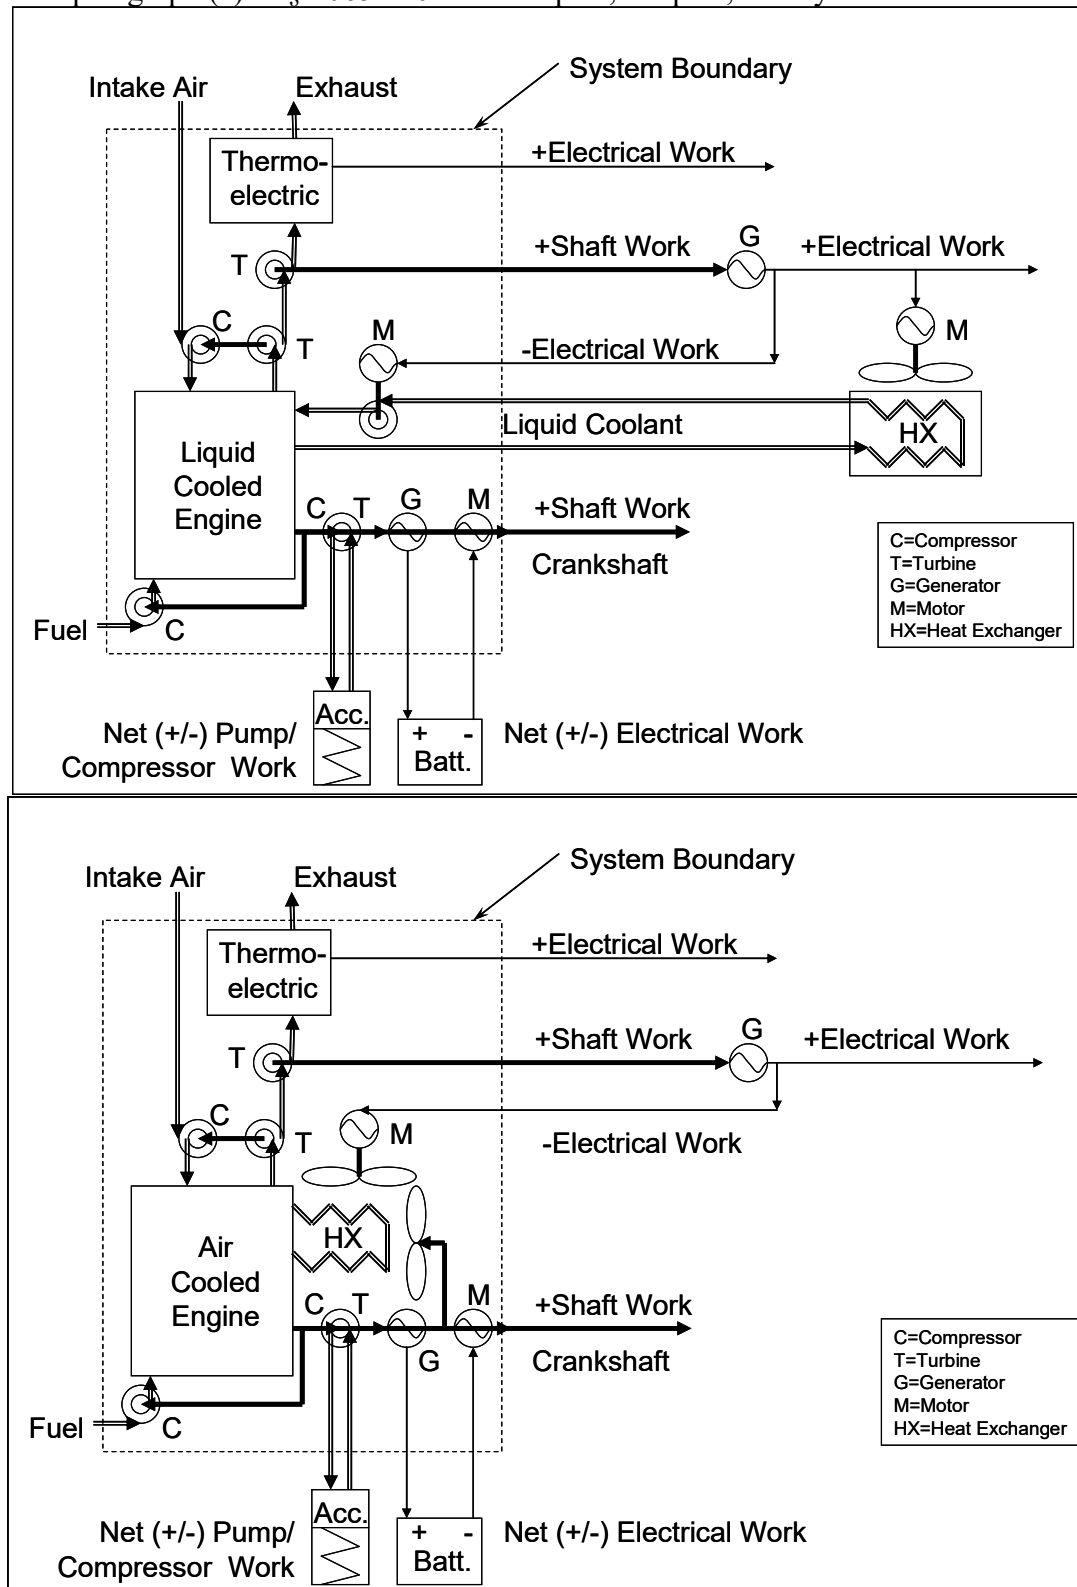 System Boundary
Intake Air
Exhaust
Thermo-
electric
+Electrical Work
T
+Shaft Work
G
+Electrical Work
C
T
M
-Electrical Work
M
Liquid Coolant
HX
Liquid
Cooled
Engine
C
T
G
M
+Shaft Work
Crankshaft
C=Compressor
T=Turbine
G=Generator
M=Motor
HX=Heat Exchanger
Fuel
C
Acc.
Net (+/-) Pump/
Compressor Work
+ -
Batt.
Net (+/-) Electrical Work
System Boundary
Intake Air
Exhaust
Thermo-
electric
+Electrical Work
T
+Shaft Work
G
+Electrical Work
C
T
M
-Electrical Work
HX
Air
Cooled
Engine
C
T
G
M
+Shaft Work
Crankshaft
C=Compressor
T=Turbine
G=Generator
M=Motor
HX=Heat Exchanger
Fuel
C
Acc.
Net (+/-) Pump/
Compressor Work
+ -
Batt.
Net (+/-) Electrical Work